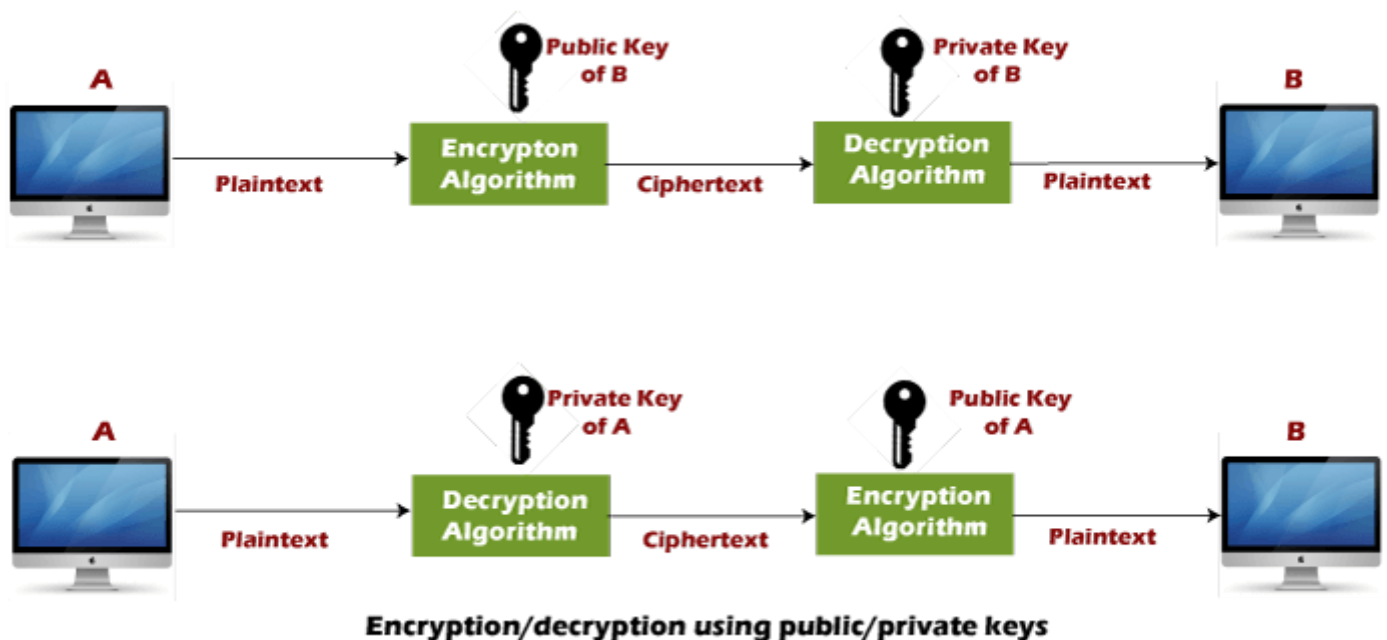 A
Public Key
of B
Private Key
of B
B
Encrypton
Algorithm
Decryption
Algorithm
Plaintext
Ciphertext
Plaintext
A
Private Key
of A
Public Key
of A
B
Decryption
Algorithm
Encryption
Algorithm
Plaintext
Ciphertext
Plaintext
Encryption/decryption using public/private keys